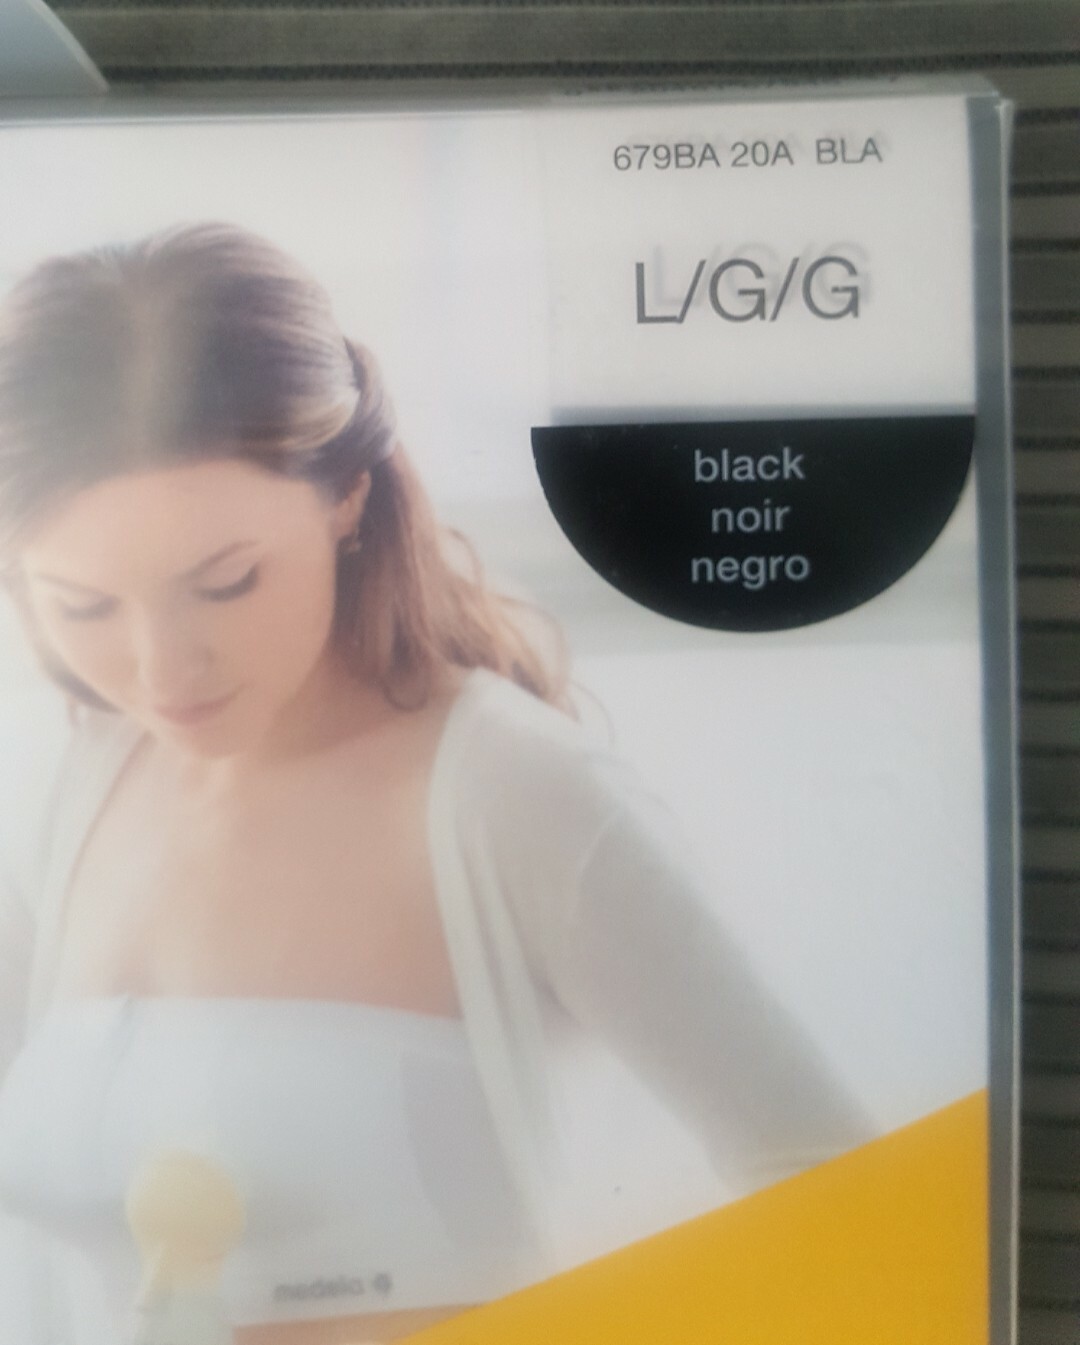 679BA 20A BLA
L/G/G
black
noir
negro
medela